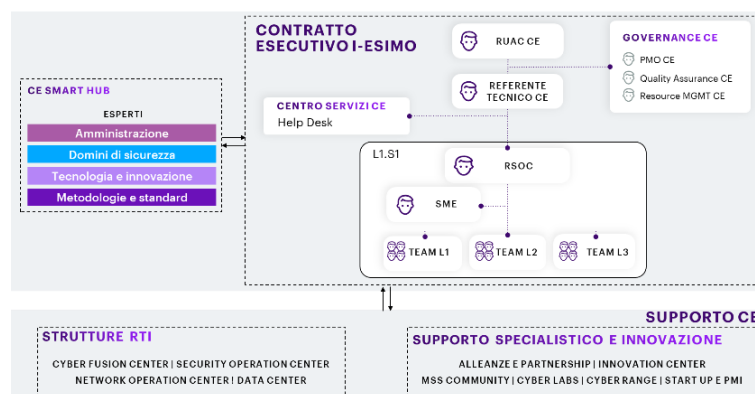 CONTRATTO
ESECUTIVO I-ESIMO
RUAC CE
GOVERNANCE CE
PMO CE
Quality Assurance CE
Resource MGMT CE
REFERENTE
TECNICO CE
CE SMART HUB
ESPERTI
Amministrazione
Domini di sicurezza
Tecnologia e innovazione
Metodologie e standard
CENTRO SERVIZI CE
Help Desk
L1.S1
RSOC
SME
TEAM L1
TEAM L2
TEAM L3
SUPPORTO CE
STRUTTURE RTI
CYBER FUSION CENTER | SECURITY OPERATION CENTER
NETWORK OPERATION CENTER | DATA CENTER
SUPPORTO SPECIALISTICO E INNOVAZIONE
ALLEANZE E PARTNERSHIP | INNOVATION CENTER
MSS COMMUNITY | CYBER LABS | CYBER RANGE | START UP E PMI